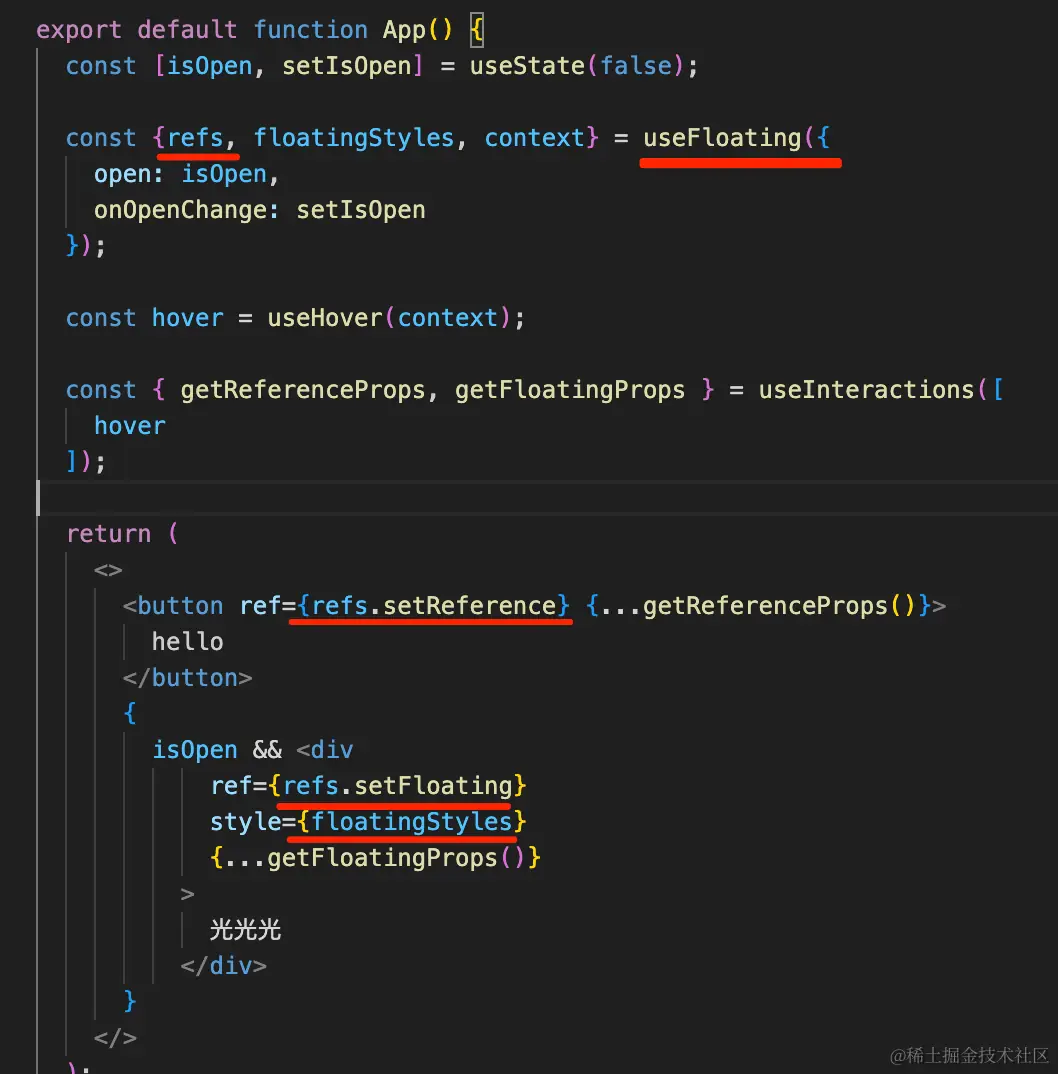 export default function App() {
const [isOpen, setIsOpen] = useState(false);
const {refs, floatingStyles, context} = useFloating({
open: isOpen,
onOpenChange: setIsOpen
});
const hover = useHover(context);
const { getReferenceProps, getFloatingProps } = useInteractions([
hover
]);
return (
<>
<button ref={refs.setReference} {...getReferenceProps()}>
hello
</button>
{
isOpen && <div
ref={refs.setFloating}
style={floatingStyles}
{...getFloatingProps()}
>
光光光
</div>
}
</>
);
@稀土掘金技术社区